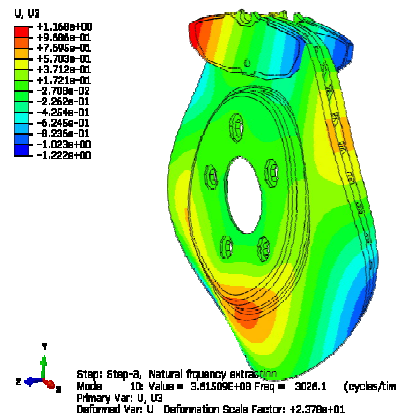 U, U3
+1.168e+00
+9.686e-01
+7.695e-01
+5.703e-01
+3.712e-01
+1.721e-01
-2.708e-02
-2.262e-01
-4.254e-01
-6.245e-01
-8.236e-01
-1.023e+00
-1.222e+00
Y
Z
X
Step: Step-3, Natural frquency extraction
Mode 10: Value = 3.61509E+08 Freq = 3026.1 (cycles/tim
Primary Var: U, U3
Deformed Var: U Deformation Scale Factor: +2.378e+01